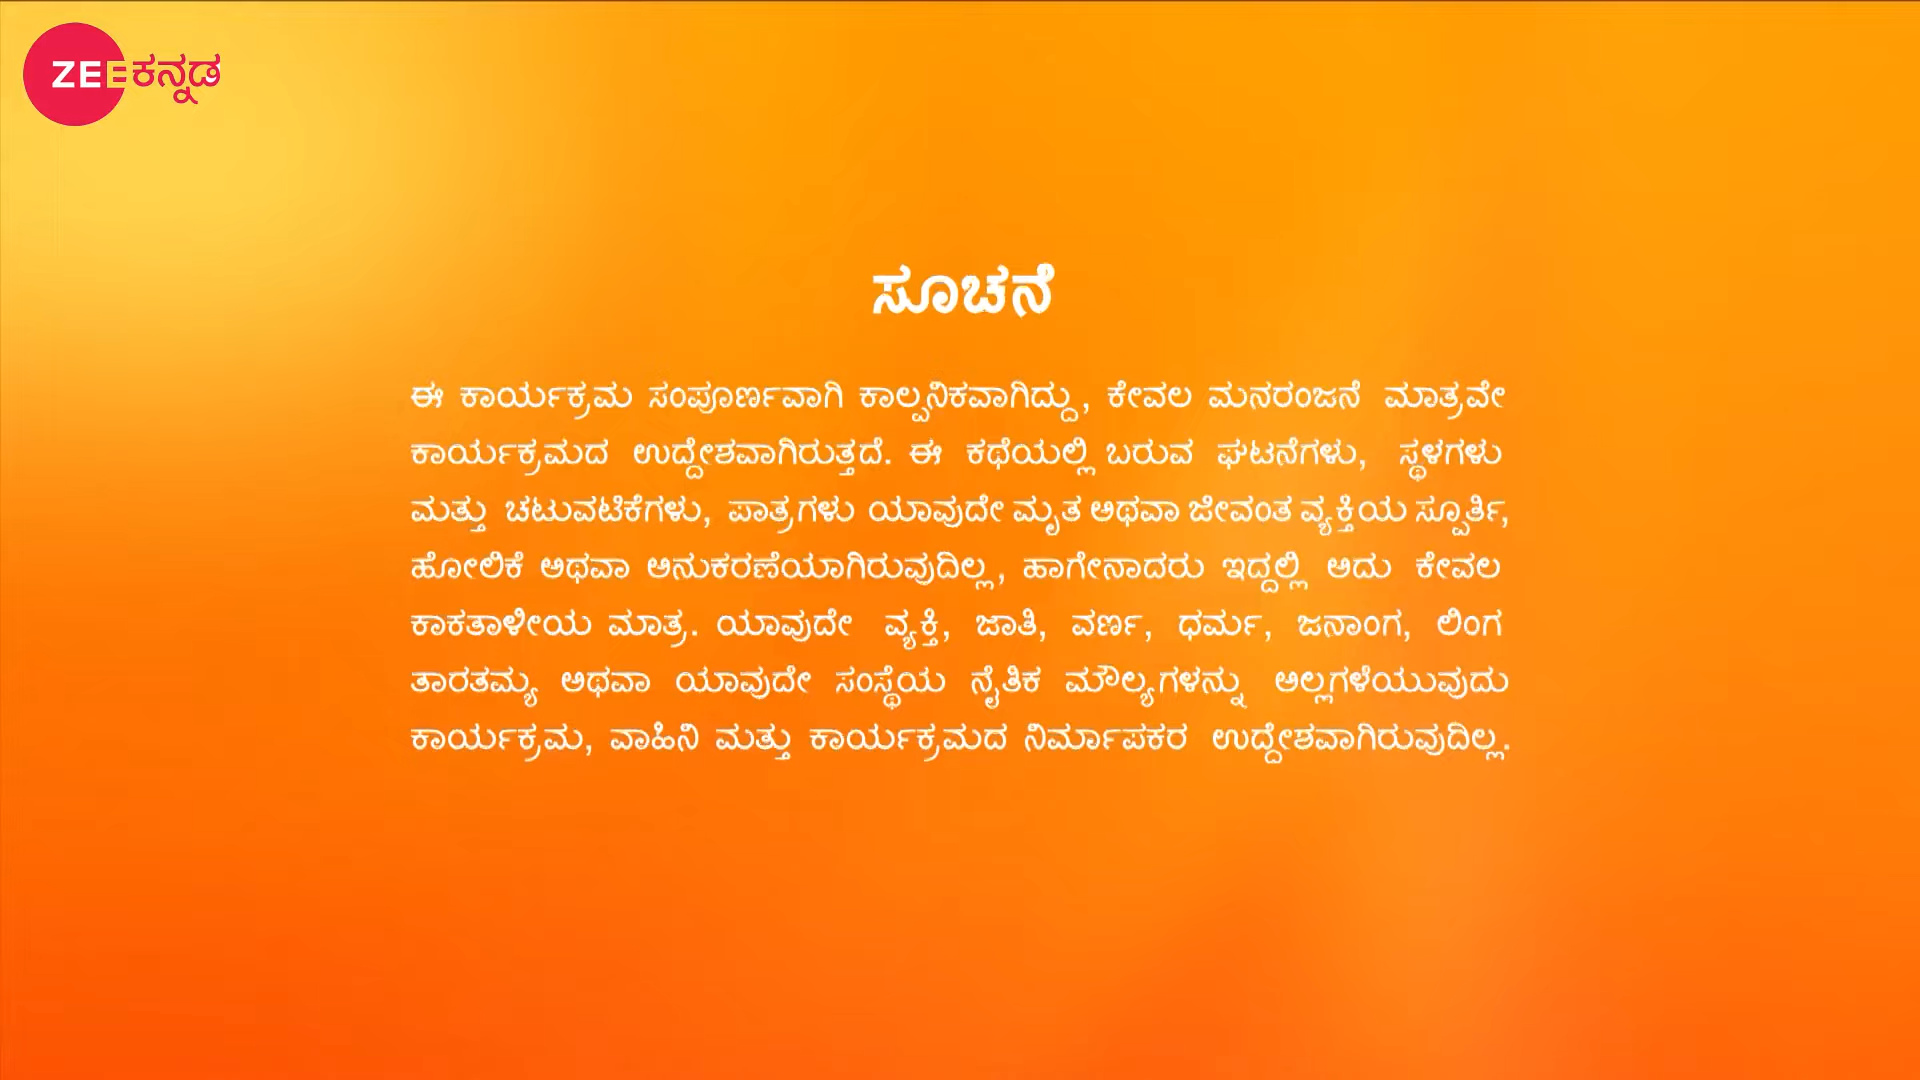 ZEEಕನ್ನಡ
ಸೂಚನೆ
ಈ ಕಾರ್ಯಕ್ರಮ ಸಂಪೂರ್ಣವಾಗಿ ಕಾಲ್ಪನಿಕವಾಗಿದ್ದು, ಕೇವಲ ಮನರಂಜನೆ ಮಾತ್ರವೇ
ಕಾರ್ಯಕ್ರಮದ ಉದ್ದೇಶವಾಗಿರುತ್ತದೆ. ಈ ಕಥೆಯಲ್ಲಿ ಬರುವ ಘಟನೆಗಳು, ಸ್ಥಳಗಳು
ಮತ್ತು ಚಟುವಟಿಕೆಗಳು, ಪಾತ್ರಗಳು ಯಾವುದೇ ಮೃತ ಅಥವಾ ಜೀವಂತ ವ್ಯಕ್ತಿಯ ಸ್ಪೂರ್ತಿ,
ಹೋಲಿಕೆ ಅಥವಾ ಅನುಕರಣೆಯಾಗಿರುವುದಿಲ್ಲ, ಹಾಗೇನಾದರು ಇದ್ದಲ್ಲಿ ಅದು ಕೇವಲ
ಕಾಕತಾಳೀಯ ಮಾತ್ರ. ಯಾವುದೇ ವ್ಯಕ್ತಿ, ಜಾತಿ, ವರ್ಣ, ಧರ್ಮ, ಜನಾಂಗ, ಲಿಂಗ
ತಾರತಮ್ಯ ಅಥವಾ ಯಾವುದೇ ಸಂಸ್ಥೆಯ ನೈತಿಕ ಮೌಲ್ಯಗಳನ್ನು ಅಲ್ಲಗಳೆಯುವುದು
ಕಾರ್ಯಕ್ರಮ, ವಾಹಿನಿ ಮತ್ತು ಕಾರ್ಯಕ್ರಮದ ನಿರ್ಮಾಪಕರ ಉದ್ದೇಶವಾಗಿರುವುದಿಲ್ಲ.